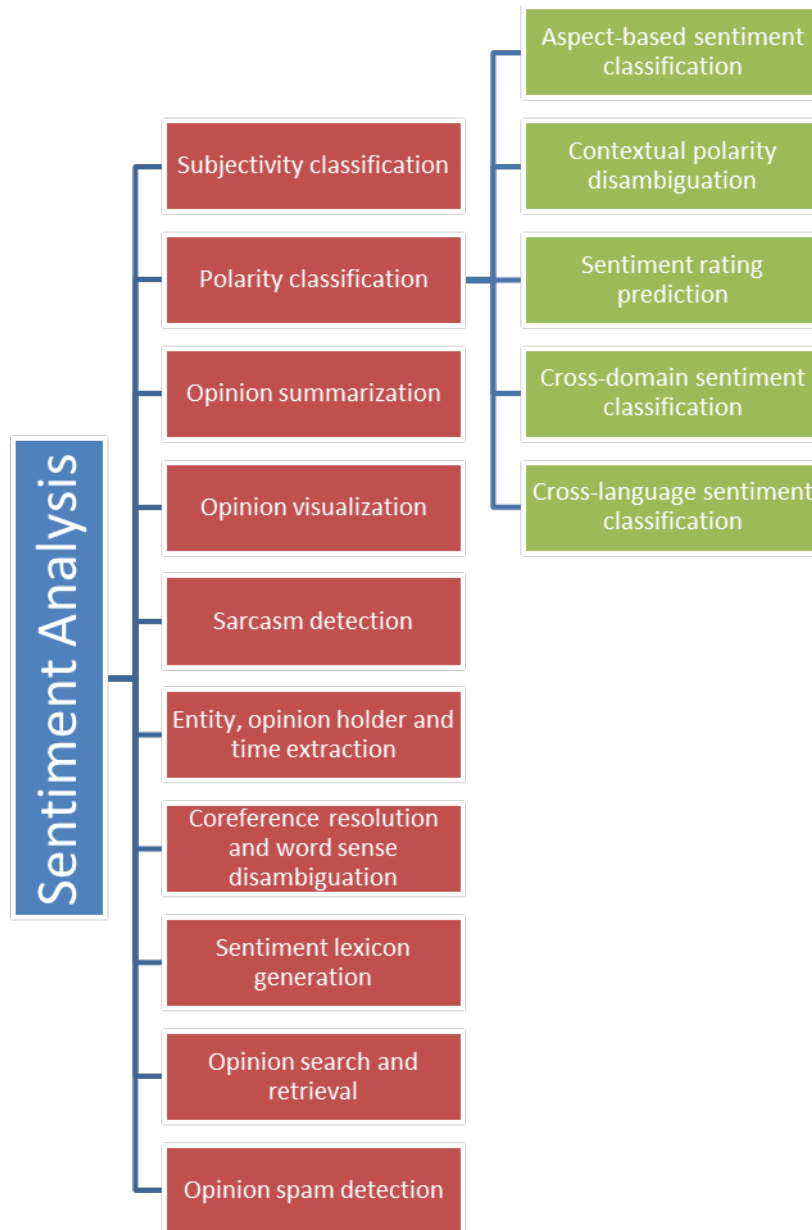 Sentiment Analysis
Subjectivity classification
Polarity classification
Opinion summarization
Opinion visualization
Sarcasm detection
Entity, opinion holder and
time extraction
Coreference resolution
and word sense
disambiguation
Sentiment lexicon
generation
Opinion search and
retrieval
Opinion spam detection
Aspect-based sentiment
classification
Contextual polarity
disambiguation
Sentiment rating
prediction
Cross-domain sentiment
classification
Cross-language sentiment
classification